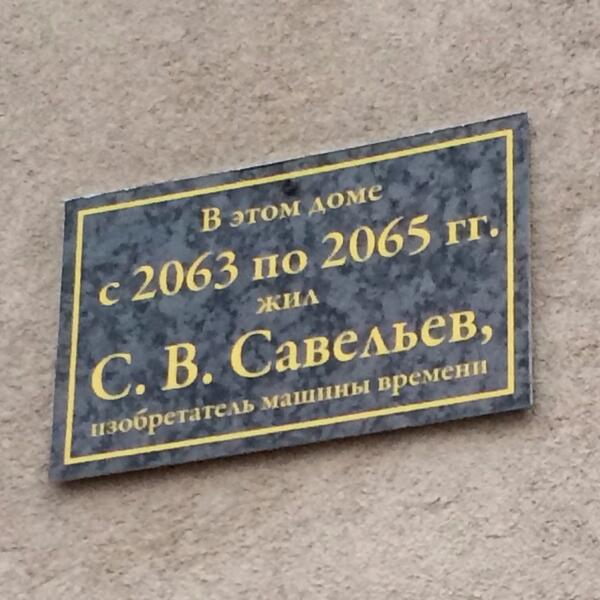 В этом доме
с 2063 по 2065 гг.
жил
С. В. Савельев,
изобретатель машины времени